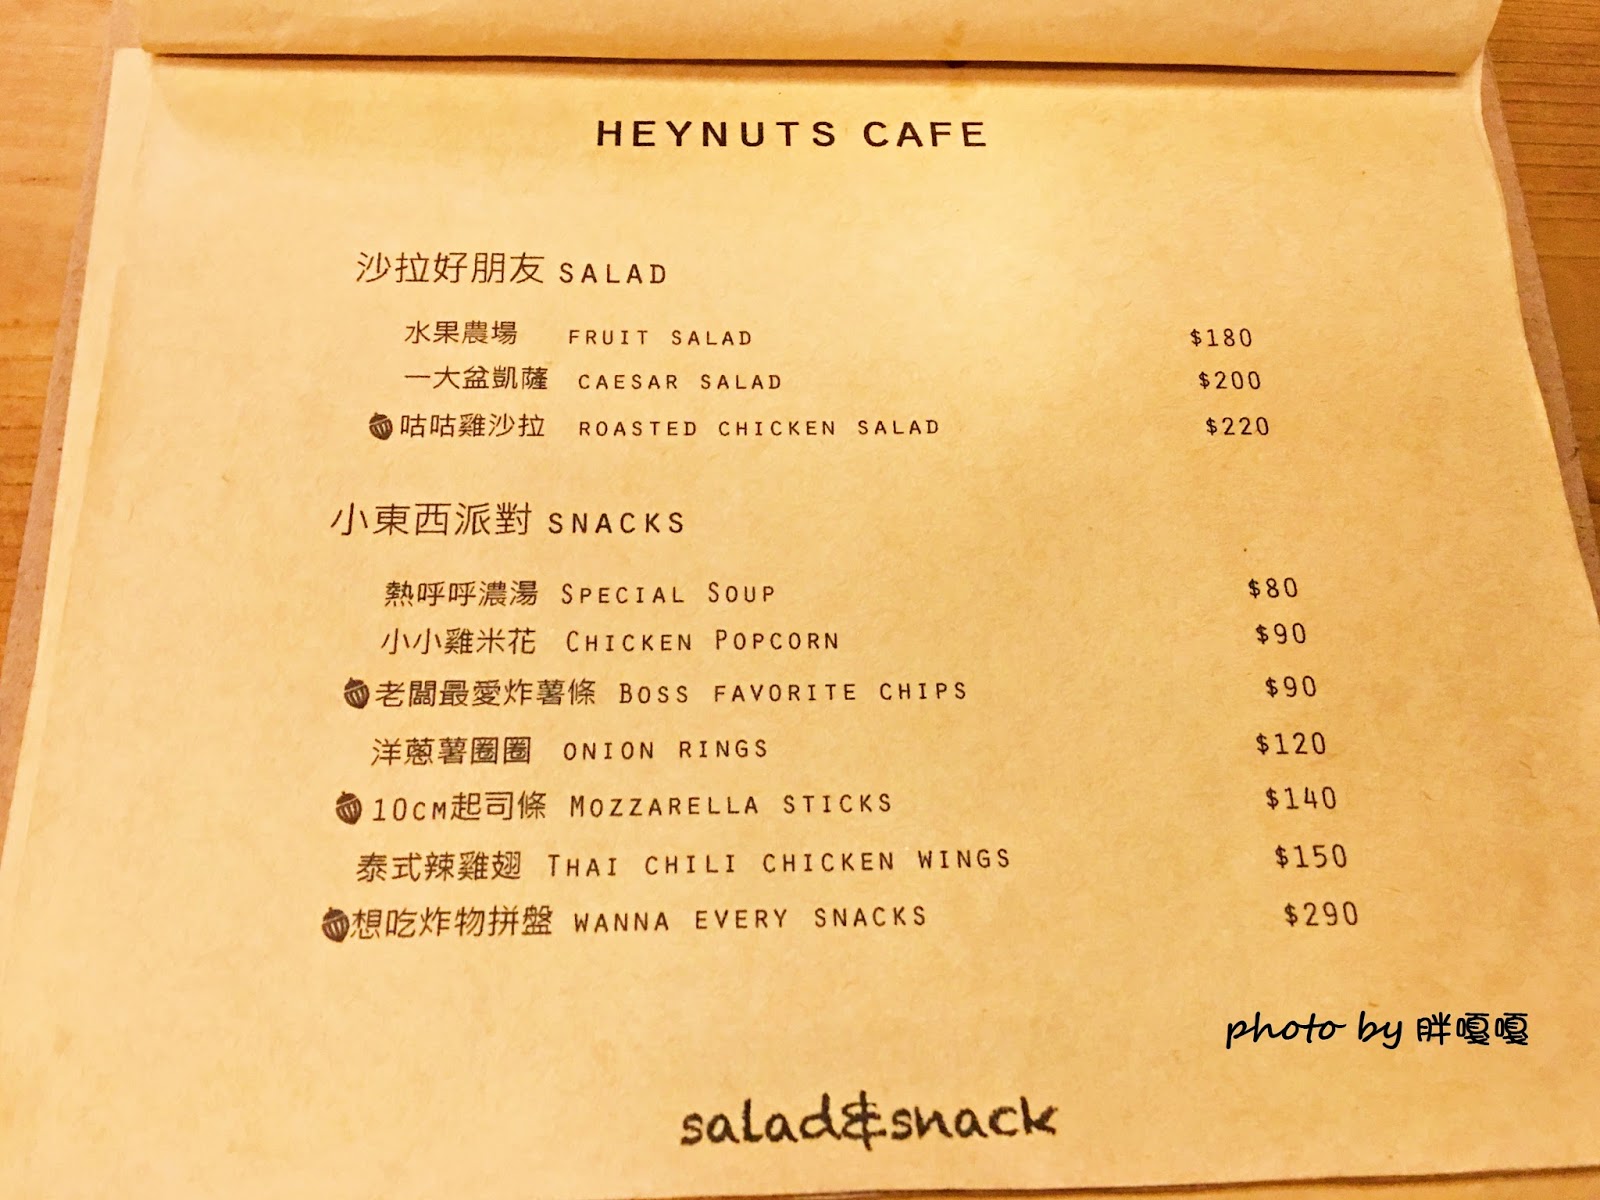 HEYNUTS CAFE
沙拉好朋友 SALAD
水果農場 FRUIT SALAD $180
一大盆凱薩 CAESAR SALAD $200
咕咕雞沙拉 ROASTED CHICKEN SALAD $220
小東西派對 SNACKS
熱呼呼濃湯 SPECIAL SOUP $80
小小雞米花 CHICKEN POPCORN $90
老闆最愛炸薯條 BOSS FAVORITE CHIPS $90
洋蔥薯圈圈 ONION RINGS $120
10CM起司條 MOZZARELLA STICKS $140
泰式辣雞翅 THAI CHILI CHICKEN WINGS $150
想吃炸物拼盤 WANNA EVERY SNACKS $290
photo by 胖嘎嘎
salad&snack